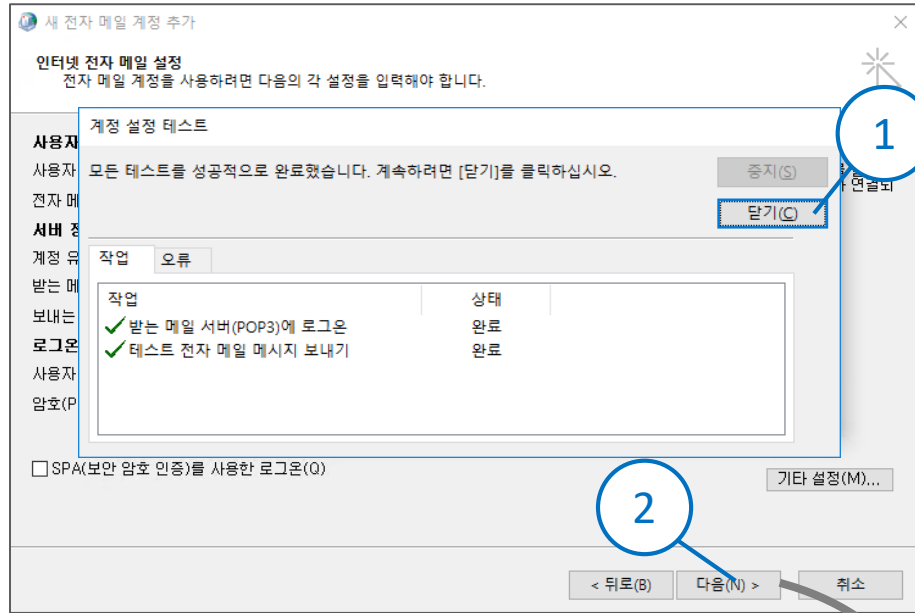 새 전자 메일 계정 추가
인터넷 전자 메일 설정
전자 메일 계정을 사용하려면 다음의 각 설정을 입력해야 합니다.
계정 설정 테스트
1
사용자
사용자
모든 테스트를 성공적으로 완료했습니다. 계속하려면 [닫기]를 클릭하십시오.
중지(S)
연결되
전자 메
닫기(C)
서버 정
계정 유
작업
오류
받는 메
작업
상태
보내는
받는 메일 서버(POP3)에 로그온
완료
로그온
테스트 전자 메일 메시지 보내기
완료
사용자
암호(P
SPA(보안 암호 인증)를 사용한 로그온(Q)
기타 설정(M)...
2
< 뒤로(B)
다음(N) >
취소